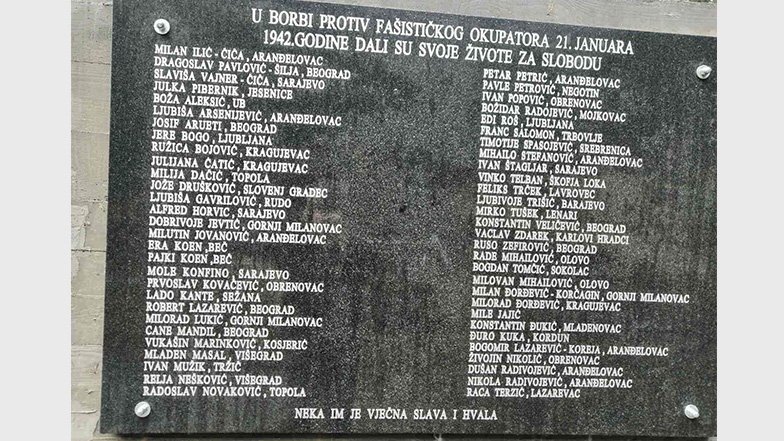 U BORBI PROTIV FAŠISTIČKOG OKUPATORA 21. JANUARA
1942.GODINE DALI SU SVOJE ŽIVOTE ZA SLOBODU
MILAN ILIĆ - ČIČA, ARANĐELOVAC
DRAGOSLAV PAVLOVIĆ - ŠILJA, BEOGRAD
SLAVIŠA VAJNER - ČIČA, SARAJEVO
JULKA PIBERNIK, JESENICE
BOŽA ALEKSIĆ, UB
LJUBIŠA ARSENIJEVIĆ, ARANĐELOVAC
JOSIF ARUETI, BEOGRAD
JERE BOGO, LJUBLJANA
RUŽICA BOJOVIĆ, KRAGUJEVAC
JULIJANA ČATIĆ, KRAGUJEVAC
MILIJA DAČIĆ, TOPOLA
JOŽE DRUŠKOVIĆ, SLOVENJ GRADEC
LJUBIŠA GAVRILOVIĆ, RUDO
ALFRED HORVIC, SARAJEVO
DOBRIVOJE JEVTIĆ, GORNJI MILANOVAC
MILUTIN JOVANOVIĆ, ARANĐELOVAC
ERA KOEN ,BEČ
PAJKI KOEN ,BEČ
MOLE KONFINO, SARAJEVO
PRVOSLAV KOVAČEVIĆ, OBRENOVAC
LADO KANTE, SEŽANA
ROBERT LAZAREVIĆ, BEOGRAD
MILORAD LUKIĆ, GORNJI MILANOVAC
CANE MANDIL, BEOGRAD
VUKAŠIN MARINKOVIĆ, KOSJERIĆ
MLADEN MASAL, VIŠEGRAD
IVAN MUŽIK, TRŽIČ
RELJA NEŠKOVIĆ, VIŠEGRAD
RADOSLAV NOVAKOVIĆ, TOPOLA
PETAR PETRIĆ, ARANĐELOVAC
PAVLE PETROVIĆ, NEGOTIN
IVAN POPOVIĆ, OBRENOVAC
BOŽIDAR RADOJEVIĆ, MOJKOVAC
EDI ROŠ, LJUBLJANA
FRANC SALOMON, TRBOVLJE
TIMOTIJE SPASOJEVIĆ, SREBRENICA
MIHAILO STEFANOVIĆ, ARANĐELOVAC
IVAN ŠTAGLJAR, SARAJEVO
VINKO TELBAN, ŠKOFJA LOKA
FELIKS TRČEK, LAVROVEC
LJUBIVOJE TRIŠIĆ, BARAJEVO
MIRKO TUŠEK, LENARI
KONSTANTIN VELIČEVIĆ, BEOGRAD
VACLAV ZDAREK, KARLOVI HRADCI
RUSO ZEFIROVIĆ, BEOGRAD
RADE MIHAILOVIĆ, OLOVO
BOGDAN TOMČIĆ, SOKOLAC
MILOVAN MIHAILOVIĆ, OLOVO
MILAN ĐORĐEVIĆ - KORČAGIN, GORNJI MILANOVAC
MILORAD ĐORĐEVIĆ, KRAGUJEVAC
MILE JAJIĆ
KONSTANTIN ĐUKIĆ, MLADENOVAC
ĐURO KUKA, KORDUN
BOGOMIR LAZAREVIĆ - KOREJA, ARANĐELOVAC
ŽIVOJIN NIKOLIĆ, OBRENOVAC
DUŠAN RADIVOJEVIĆ, ARANĐELOVAC
NIKOLA RADIVOJEVIĆ, ARANĐELOVAC
RACA TERZIĆ, LAZAREVAC
NEKA IM JE VJEČNA SLAVA I HVALA